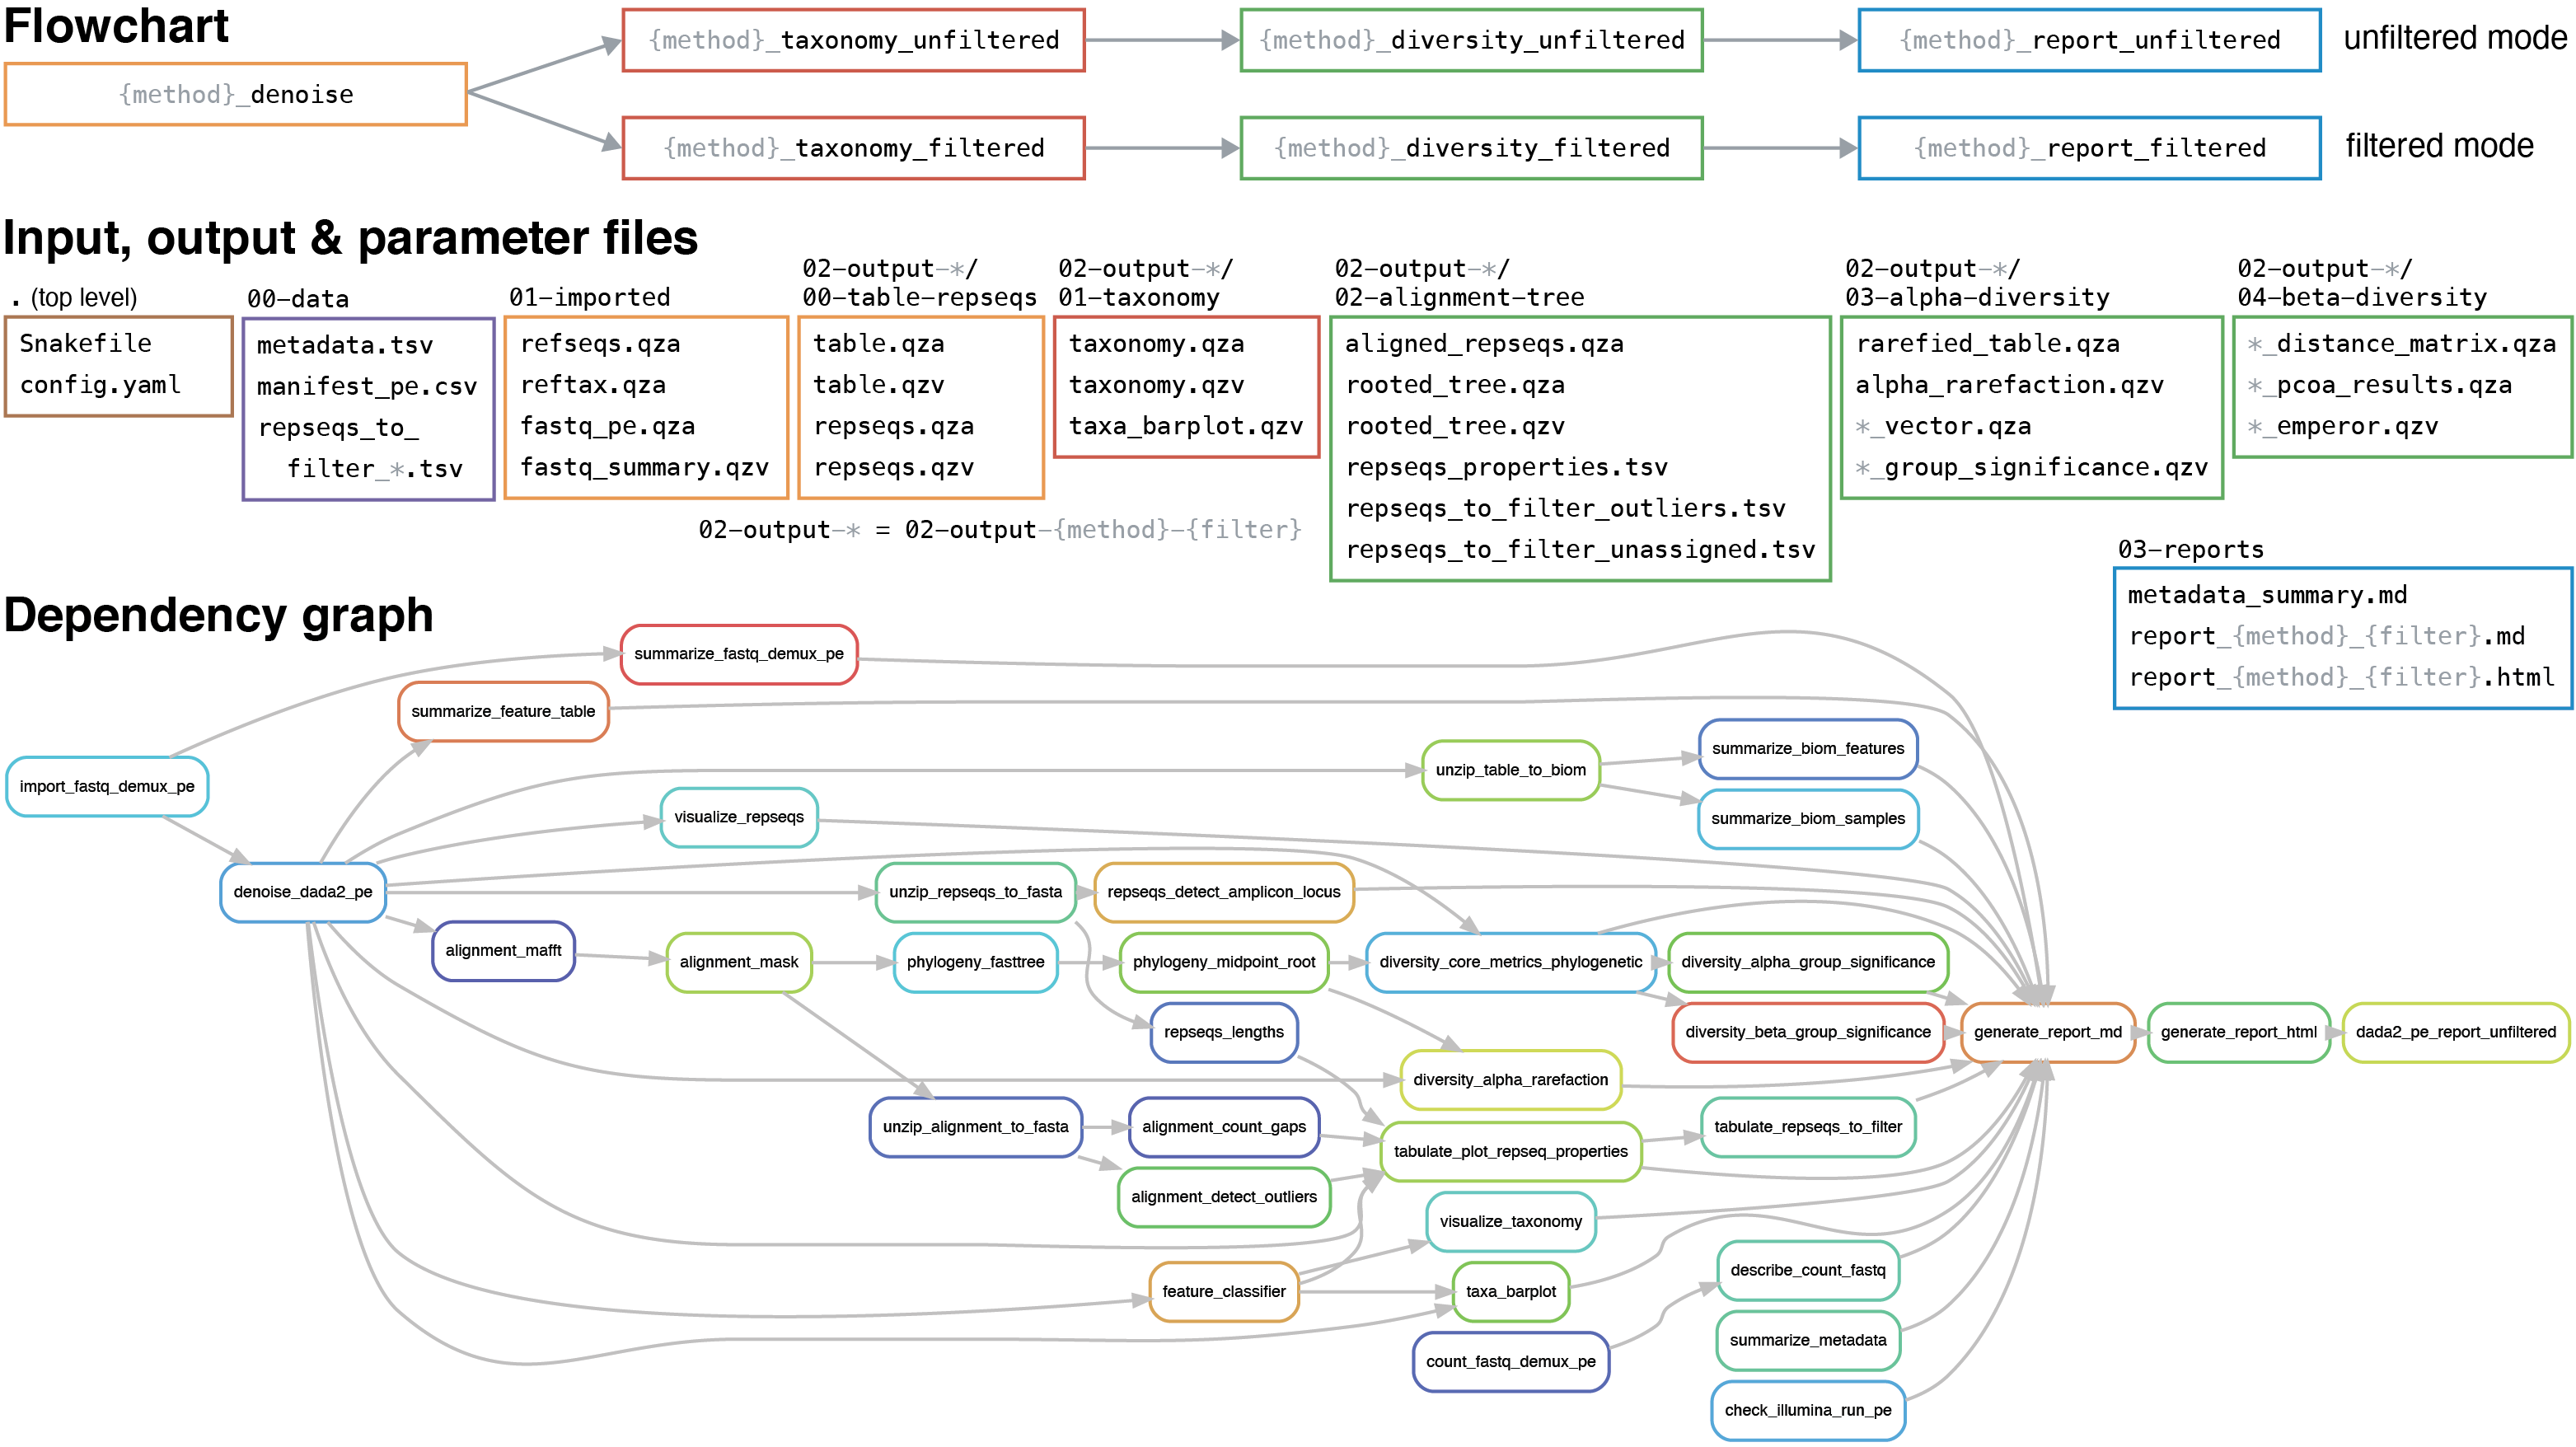 Flowchart
{method}_denoise
{method}_taxonomy_unfiltered
{method}_diversity_unfiltered
{method}_report_unfiltered
unfiltered mode
{method}_taxonomy_filtered
{method}_diversity_filtered
{method}_report_filtered
filtered mode
Input, output & parameter files
. (top level)
Snakefile
config.yaml
00-data
metadata.tsv
manifest_pe.csv
repseqs_to_
filter_*.tsv
01-imported
refseqs.qza
reftax.qza
fastq_pe.qza
fastq_summary.qzv
02-output-*/
00-table-repseqs
table.qza
table.qzv
repseqs.qza
repseqs.qzv
02-output-*/
01-taxonomy
taxonomy.qza
taxonomy.qzv
taxa_barplot.qzv
02-output-*/
02-alignment-tree
aligned_repseqs.qza
rooted_tree.qza
rooted_tree.qzv
repseqs_properties.tsv
repseqs_to_filter_outliers.tsv
repseqs_to_filter_unassigned.tsv
02-output-*/
03-alpha-diversity
rarefied_table.qza
alpha_rarefaction.qzv
*_vector.qza
*_group_significance.qzv
02-output-*/
04-beta-diversity
*_distance_matrix.qza
*_pcoa_results.qza
*_emperor.qzv
02-output-* = 02-output-{method}-{filter}
03-reports
metadata_summary.md
report_{method}_{filter}.md
report_{method}_{filter}.html
Dependency graph
summarize_fastq_demux_pe
summarize_feature_table
import_fastq_demux_pe
unzip_table_to_biom
summarize_biom_features
summarize_biom_samples
visualize_repseqs
denoise_dada2_pe
unzip_repseqs_to_fasta
repseqs_detect_amplicon_locus
alignment_mafft
alignment_mask
phylogeny_fasttree
phylogeny_midpoint_root
diversity_core_metrics_phylogenetic
diversity_alpha_group_significance
repseqs_lengths
diversity_beta_group_significance
generate_report_md
generate_report_html
dada2_pe_report_unfiltered
diversity_alpha_rarefaction
unzip_alignment_to_fasta
alignment_count_gaps
tabulate_plot_repseq_properties
tabulate_repseqs_to_filter
alignment_detect_outliers
visualize_taxonomy
feature_classifier
taxa_barplot
describe_count_fastq
count_fastq_demux_pe
summarize_metadata
check_illumina_run_pe